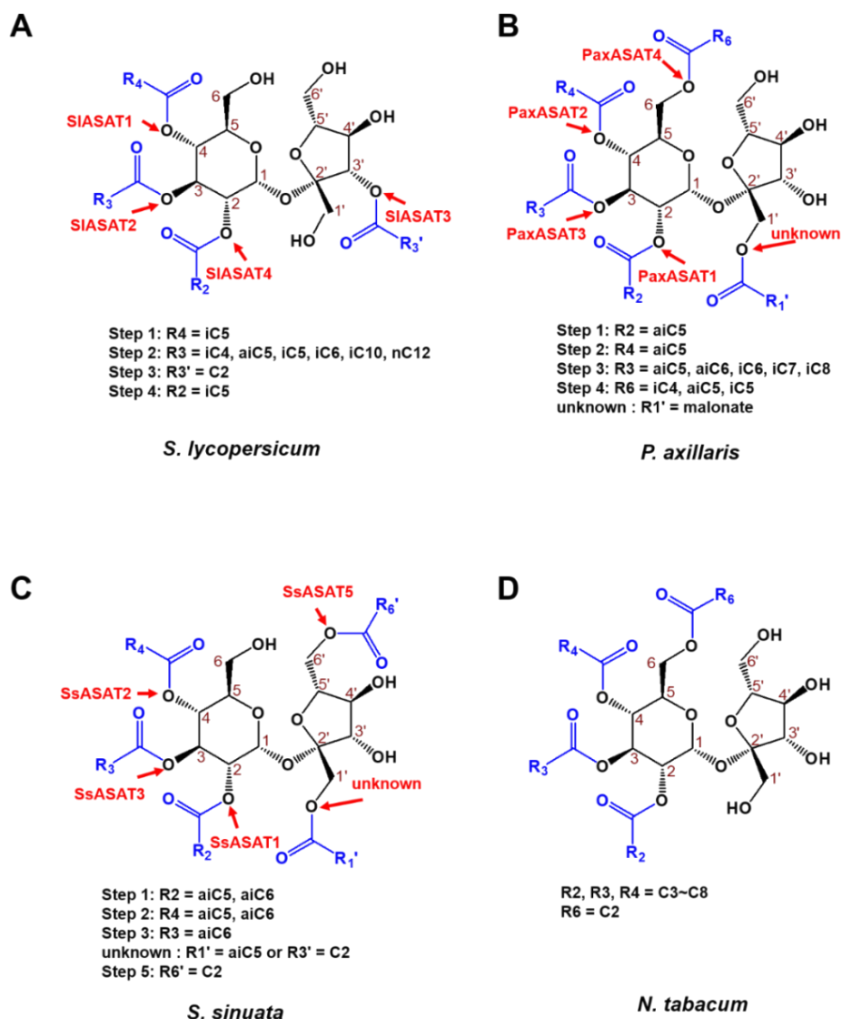 A
R4
O
OH
OH
6
6'
SlASAT1
O
5
O
5'
4'
OH
O
4
O
1
2'
3'
R3
O
3
2
O
O
SlASAT3
SlASAT2
O
O
1'
HO
O
R3'
SlASAT4
R2
Step 1: R4 = iC5
Step 2: R3 = iC4, aiC5, iC5, iC6, iC10, nC12
Step 3: R3' = C2
Step 4: R2 = iC5
S. lycopersicum
B
PaxASAT4
O
R6
R4
O
O
OH
PaxASAT2
6
6'
O
5
O
5'
4'
OH
O
4
O
1
2'
3'
OH
R3
O
3
2
O
1'
PaxASAT3
O
O
O
unknown
PaxASAT1
R2
O
R1'
Step 1: R2 = aiC5
Step 2: R4 = aiC5
Step 3: R3 = aiC5, aiC6, iC6, iC7, iC8
Step 4: R6 = iC4, aiC5, iC5
unknown : R1' = malonate
P. axillaris
C
SsASAT5
R6'
O
O
R4
O
OH
6
6'
SsASAT2
O
5
O
5'
4'
OH
O
4
O
1
2'
3'
OH
R3
O
3
2
O
1'
unknown
SsASAT3
O
O
O
SsASAT1
R2
O
R1'
Step 1: R2 = aiC5, aiC6
Step 2: R4 = aiC5, aiC6
Step 3: R3 = aiC6
unknown : R1' = aiC5 or R3' = C2
Step 5: R6' = C2
S. sinuata
D
O
R6
R4
O
O
OH
6
6'
O
5
O
5'
4'
OH
O
4
O
1
2'
3'
OH
R3
O
3
2
O
1'
O
O
HO
R2
R2, R3, R4 = C3~C8
R6 = C2
N. tabacum